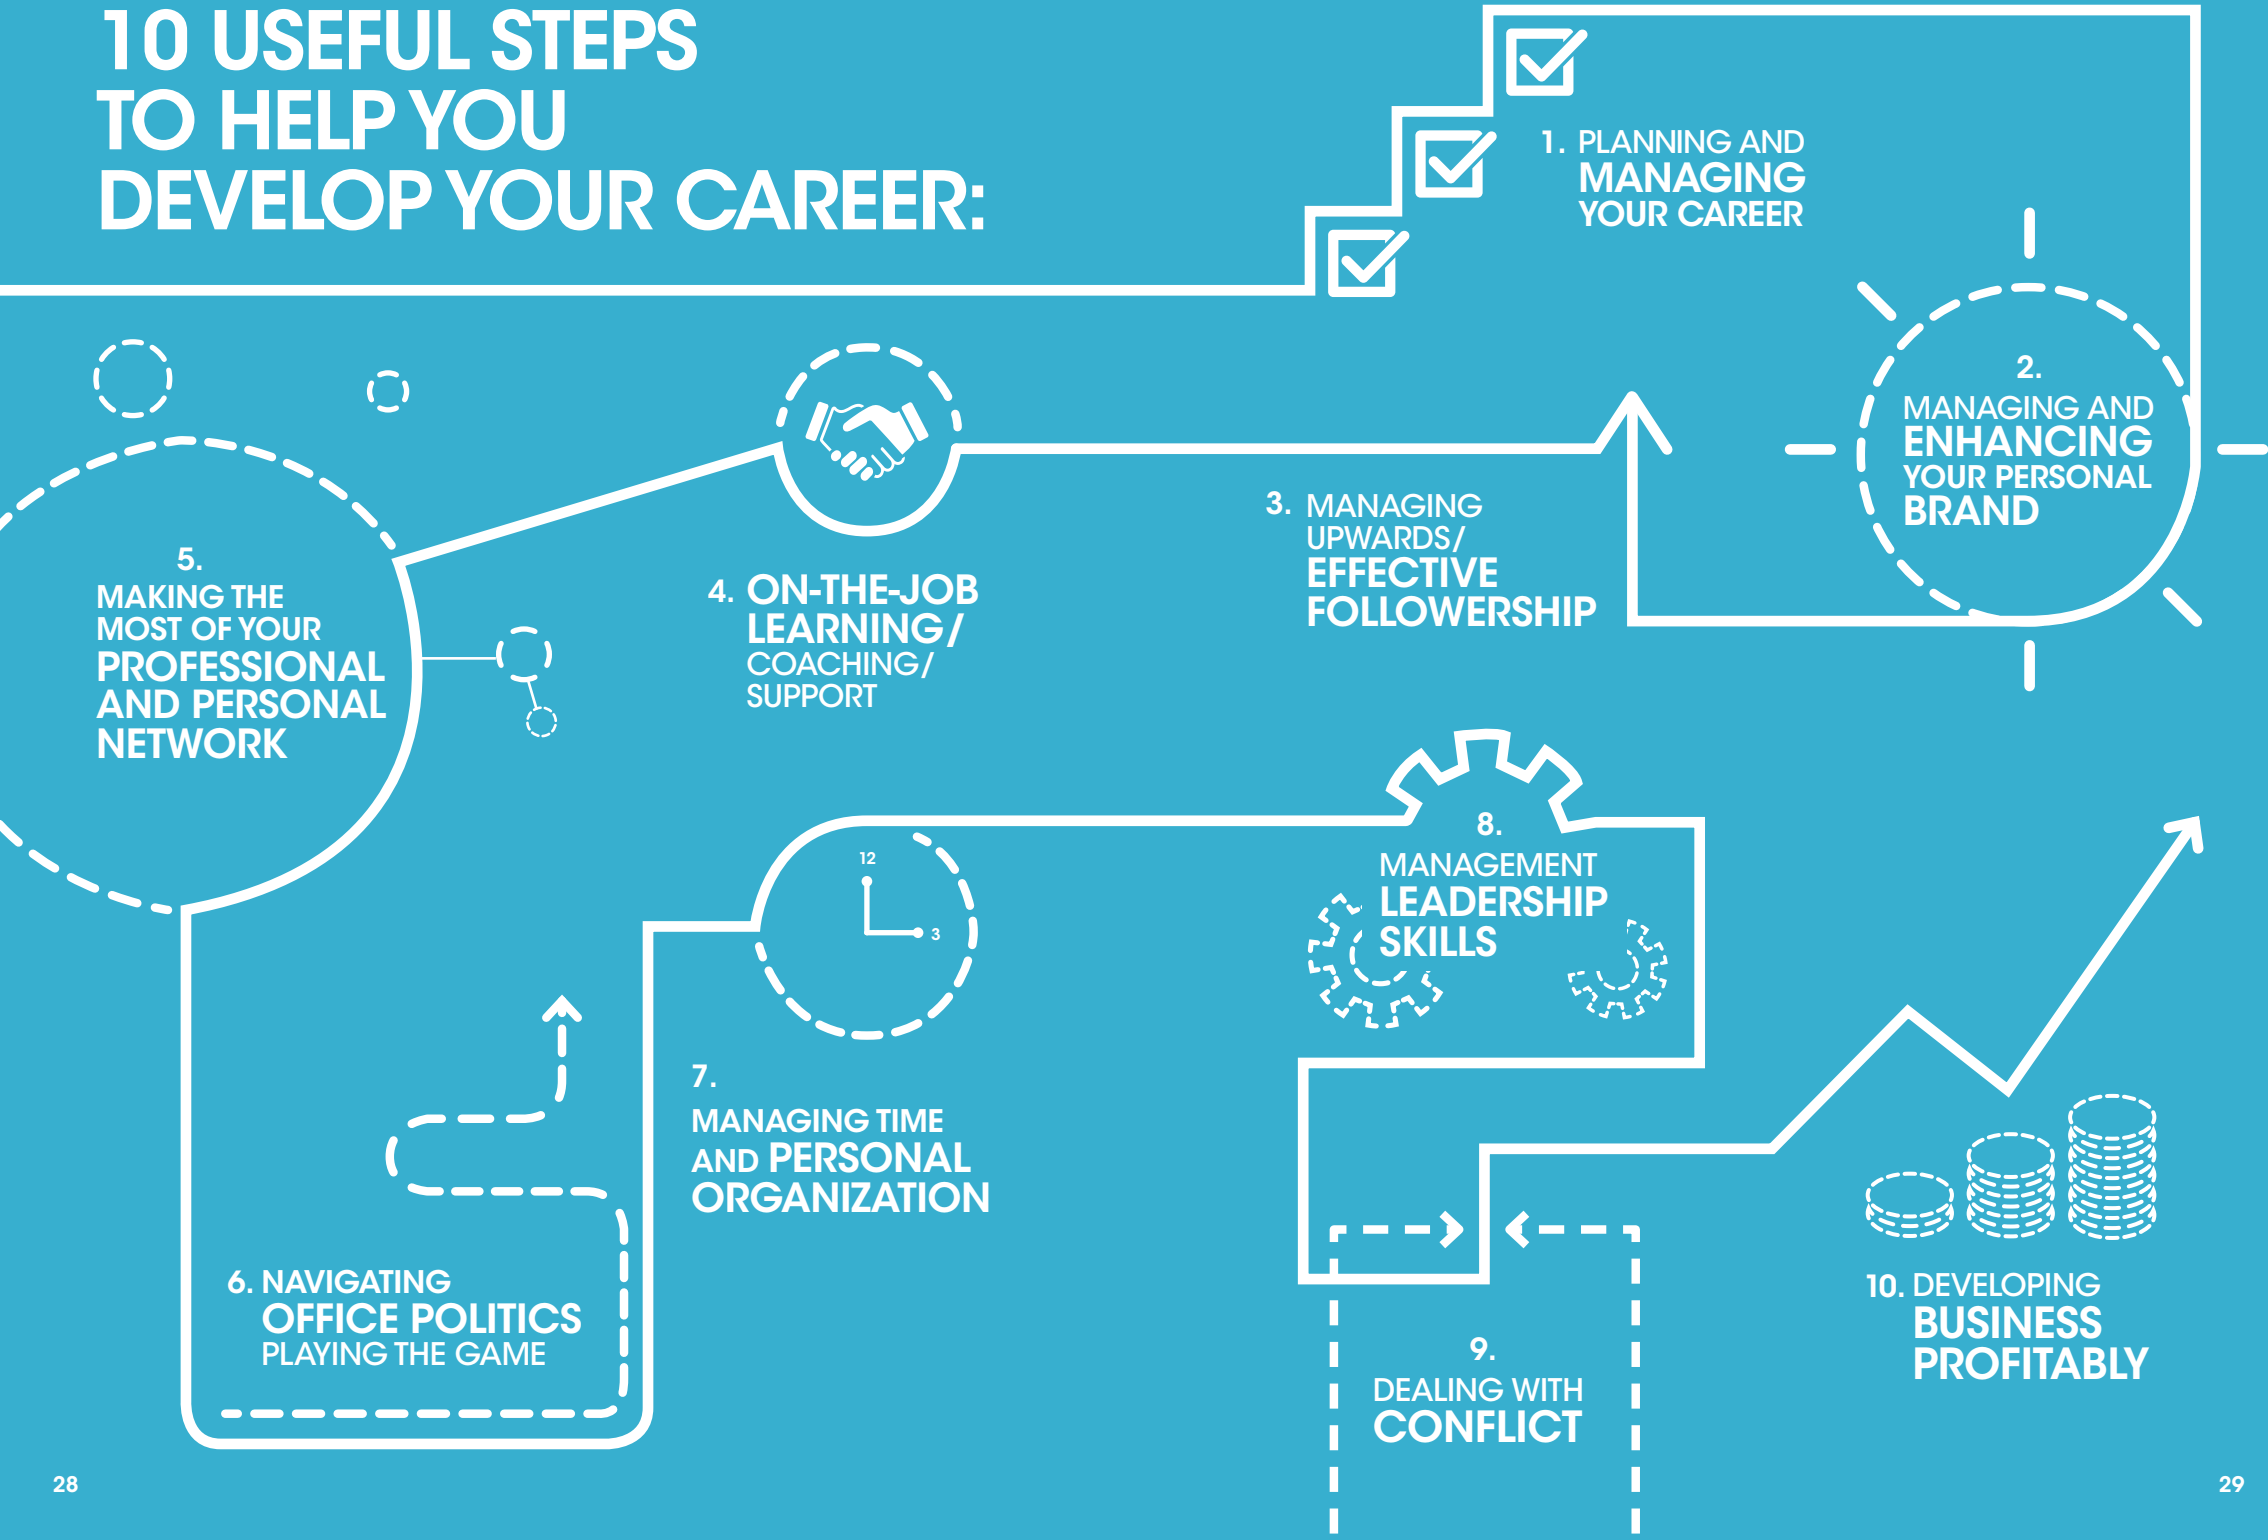 10 USEFUL STEPS
TO HELP YOU
DEVELOP YOUR CAREER:
1. PLANNING AND
MANAGING
YOUR CAREER
2.
MANAGING AND
ENHANCING
YOUR PERSONAL
BRAND
3. MANAGING
UPWARDS/
EFFECTIVE
FOLLOWERSHIP
4. ON-THE-JOB
LEARNING/
COACHING/
SUPPORT
5.
MAKING THE
MOST OF YOUR
PROFESSIONAL
AND PERSONAL
NETWORK
6. NAVIGATING
OFFICE POLITICS
PLAYING THE GAME
12
3
7.
MANAGING TIME
AND PERSONAL
ORGANIZATION
8.
MANAGEMENT
LEADERSHIP
SKILLS
9.
DEALING WITH
CONFLICT
10. DEVELOPING
BUSINESS
PROFITABLY
28
29